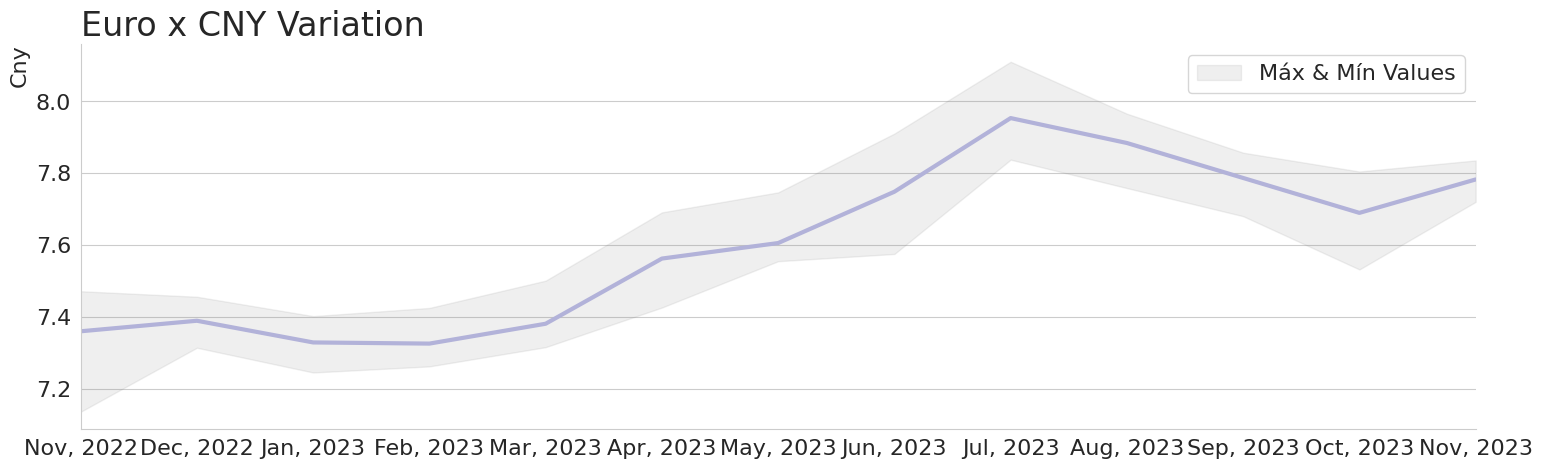 Euro x CNY Variation
Cny
Máx & Mín Values
8.0
7.8
7.6
7.4
7.2
Nov, 2022 Dec, 2022 Jan, 2023 Feb, 2023 Mar, 2023 Apr, 2023 May, 2023 Jun, 2023 Jul, 2023 Aug, 2023 Sep, 2023 Oct, 2023 Nov, 2023